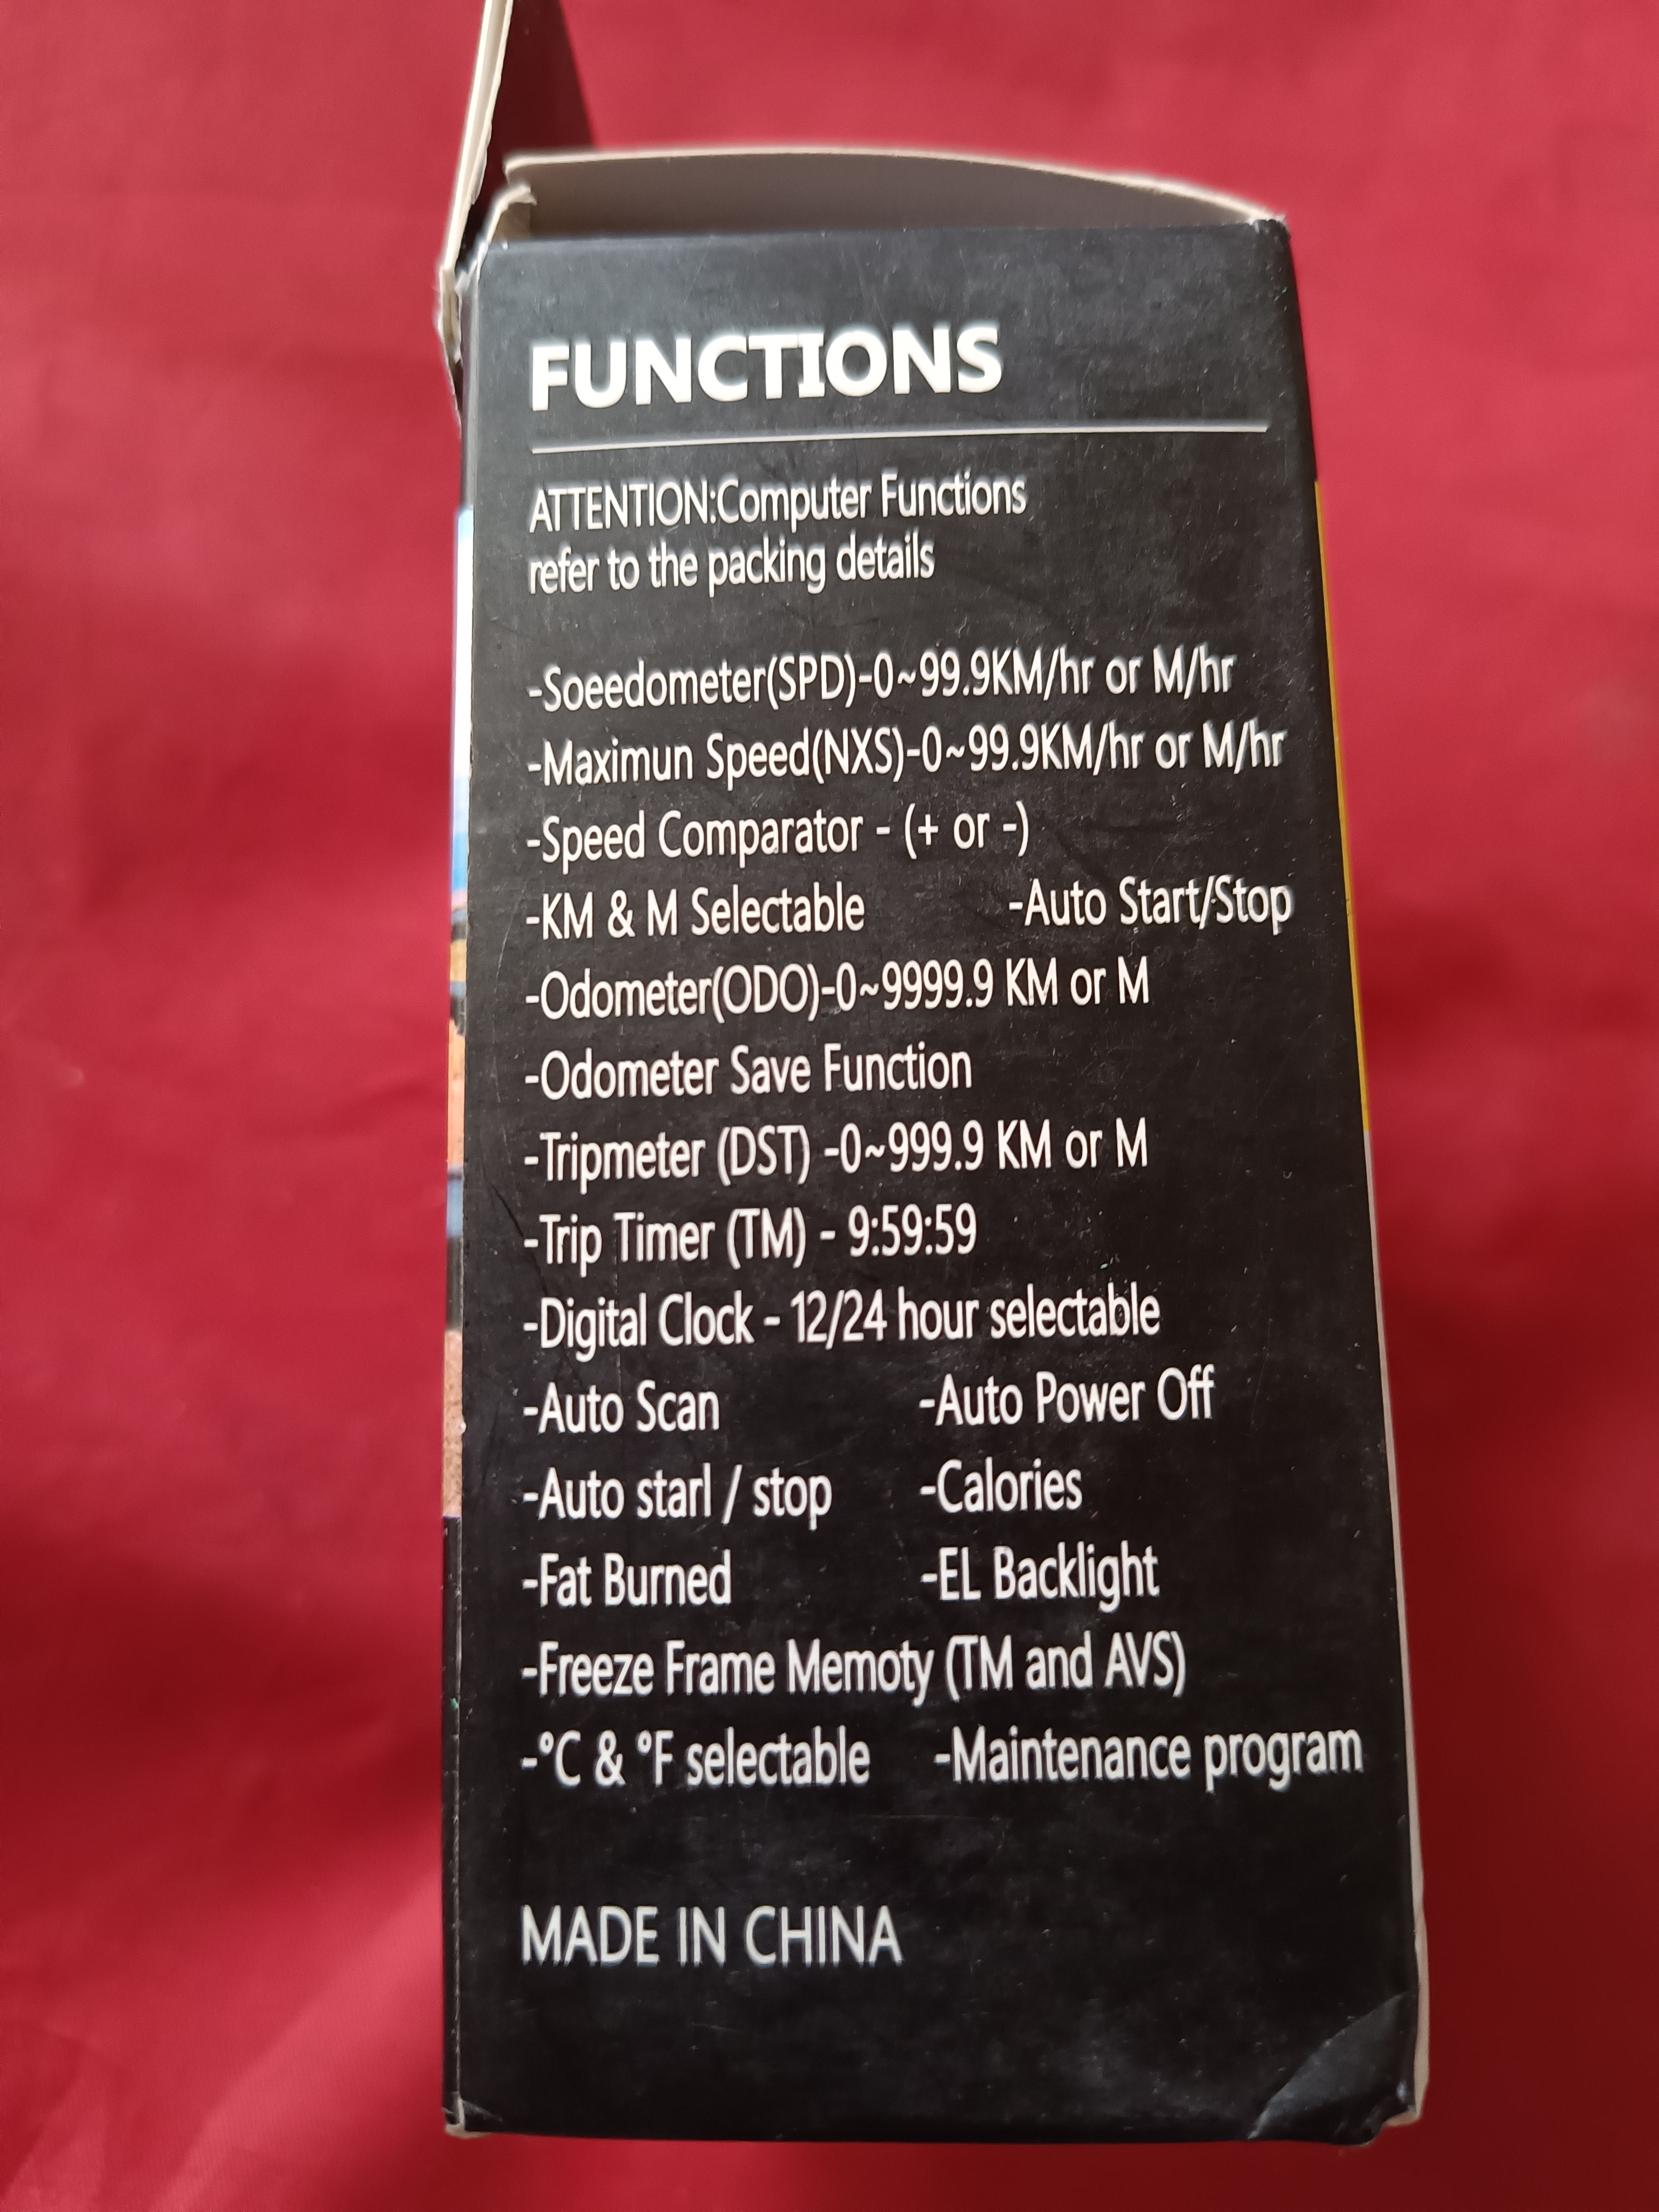 FUNCTIONS
ATTENTION:Computer Functions
refer to the packing details
-Soeedometer(SPD)-0~99.9KM/hr or M/hr
-Maximun Speed(NXS)-0~99.9KM/hr or M/hr
-Speed Comparator - (+ or -)
-KM & M Selectable -Auto Start/Stop
-Odometer(ODO)-0~9999.9 KM or M
-Odometer Save Function
-Tripmeter (DST) -0~999.9 KM or M
-Trip Timer (TM) - 9:59:59
-Digital Clock - 12/24 hour selectable
-Auto Scan -Auto Power Off
-Auto starl / stop -Calories
-Fat Burned -EL Backlight
-Freeze Frame Memoty (TM and AVS)
-°C & °F selectable -Maintenance program
MADE IN CHINA